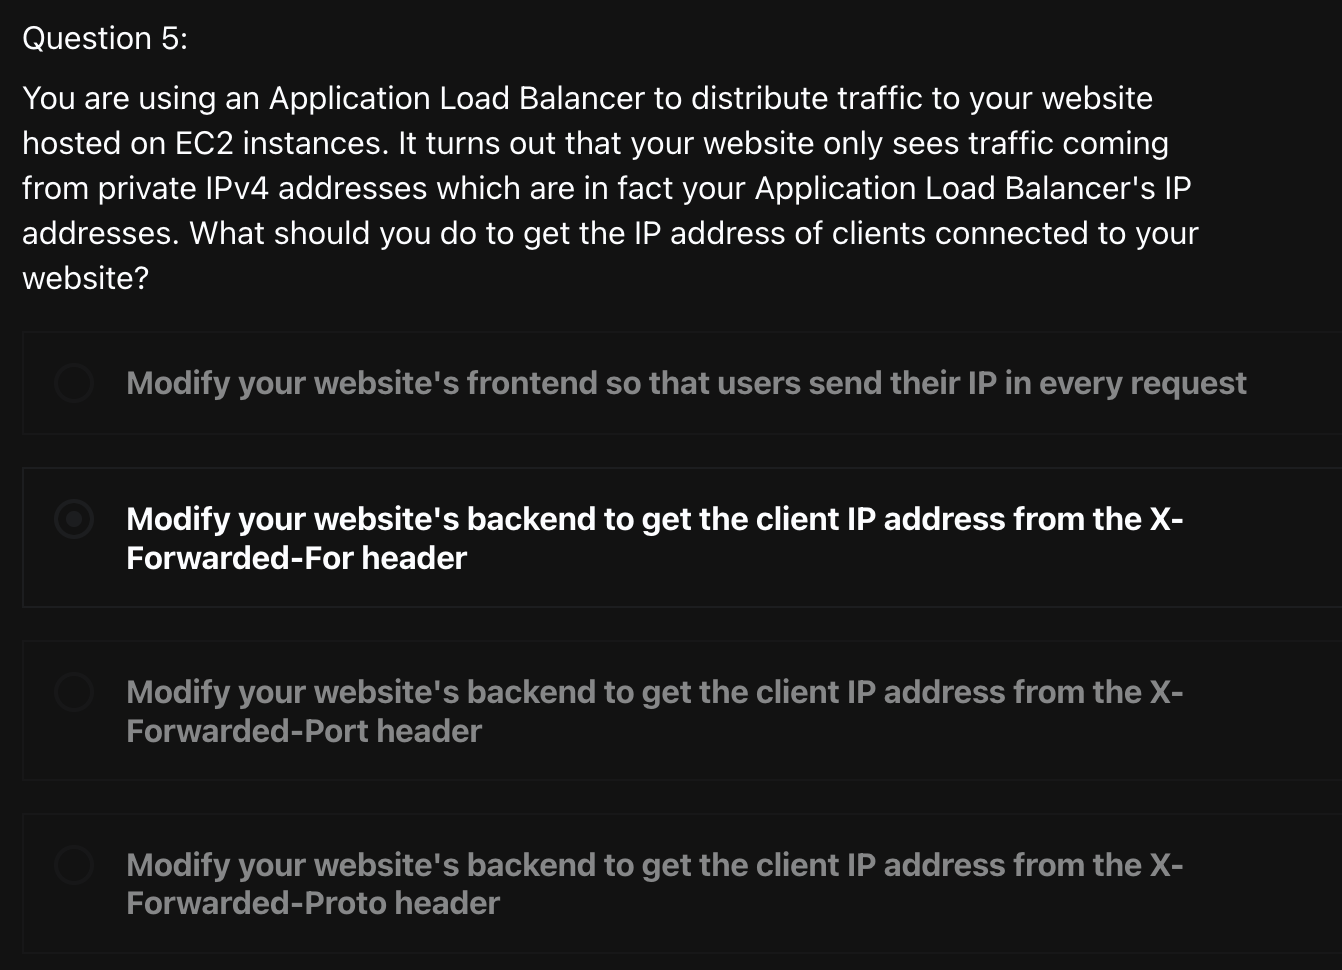 Question 5:
You are using an Application Load Balancer to distribute traffic to your website
hosted on EC2 instances. It turns out that your website only sees traffic coming
from private IPv4 addresses which are in fact your Application Load Balancer's IP
addresses. What should you do to get the IP address of clients connected to your
website?
Modify your website's frontend so that users send their IP in every request
Modify your website's backend to get the client IP address from the X-
Forwarded-For header
Modify your website's backend to get the client IP address from the X-
Forwarded-Port header
Modify your website's backend to get the client IP address from the X-
Forwarded-Proto header